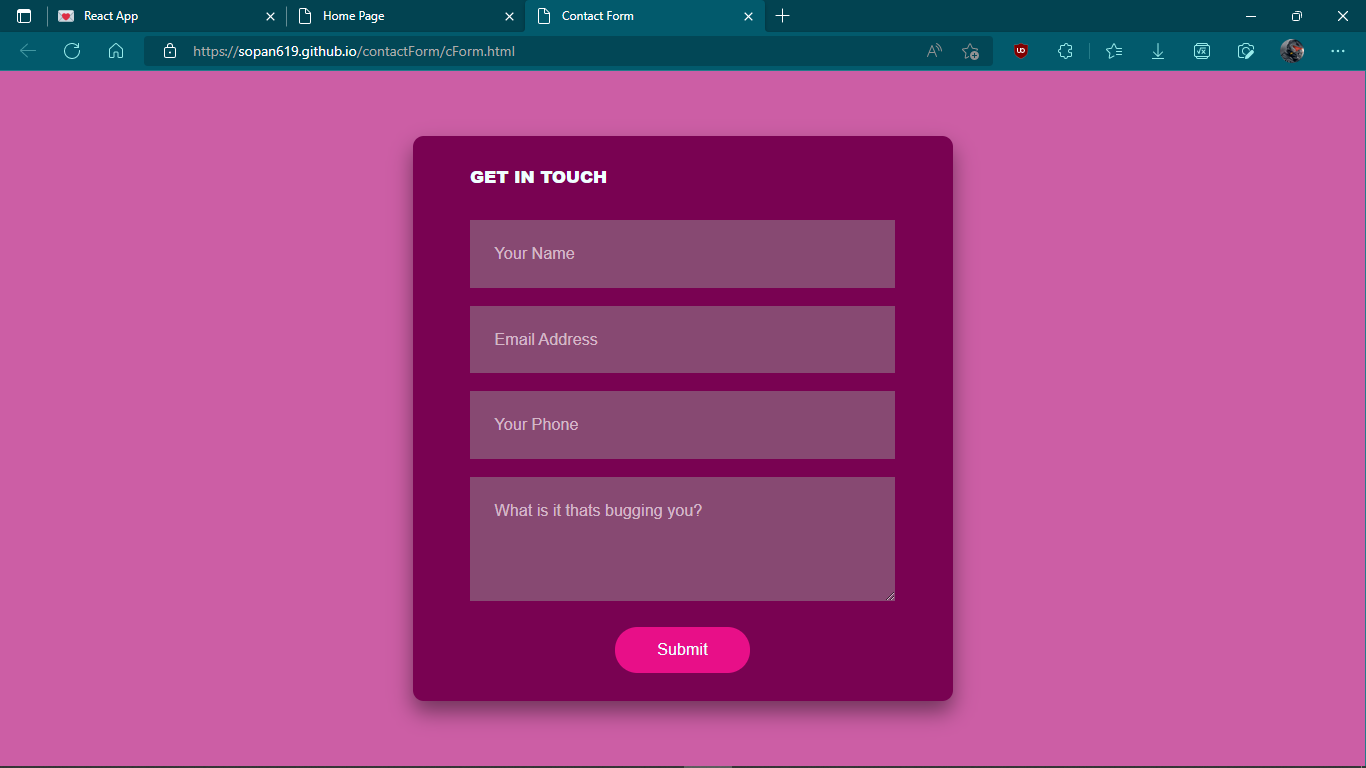 React App
Home Page
Contact Form
https://sopan619.github.io/contactForm/cForm.html
GET IN TOUCH
Your Name
Email Address
Your Phone
What is it thats bugging you?
Submit